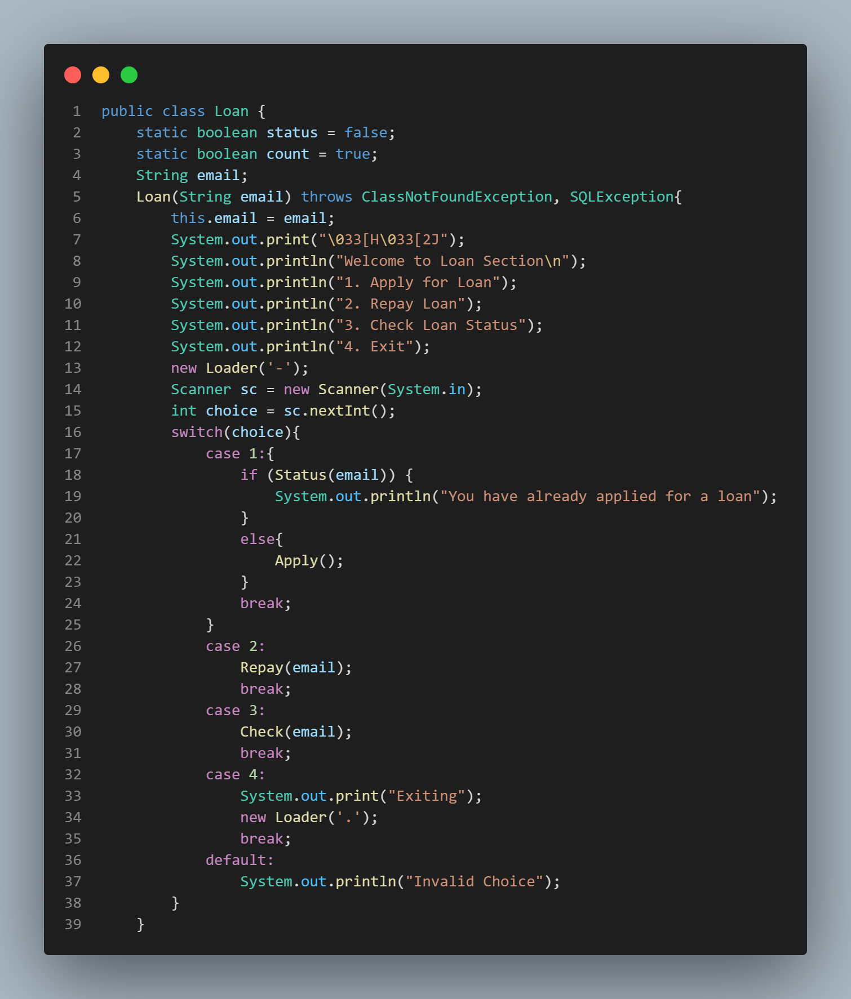 1 public class Loan {
2     static boolean status = false;
3     static boolean count = true;
4     String email;
5     Loan(String email) throws ClassNotFoundException, SQLException{
6         this.email = email;
7         System.out.print("\033[H\033[2J");
8         System.out.println("Welcome to Loan Section\n");
9         System.out.println("1. Apply for Loan");
10         System.out.println("2. Repay Loan");
11         System.out.println("3. Check Loan Status");
12         System.out.println("4. Exit");
13         new Loader('-');
14         Scanner sc = new Scanner(System.in);
15         int choice = sc.nextInt();
16         switch(choice){
17             case 1:{
18                 if (Status(email)) {
19                     System.out.println("You have already applied for a loan");
20                 }
21                 else{
22                     Apply();
23                 }
24                 break;
25             }
26             case 2:
27                 Repay(email);
28                 break;
29             case 3:
30                 Check(email);
31                 break;
32             case 4:
33                 System.out.print("Exiting");
34                 new Loader('.');
35                 break;
36             default:
37                 System.out.println("Invalid Choice");
38         }
39     }